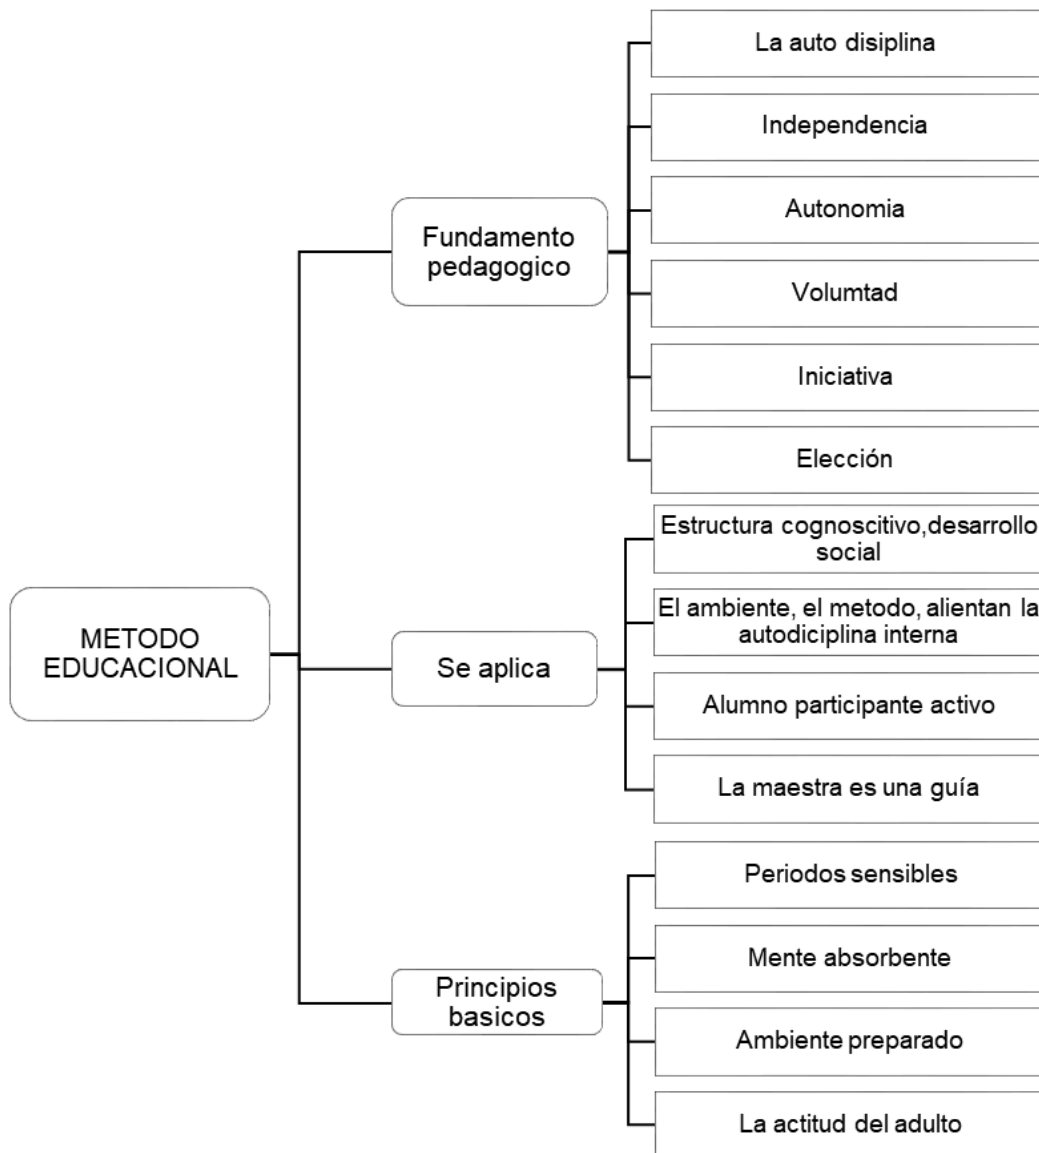 METODO
EDUCACIONAL
Fundamento
pedagogico
La auto disiplina
Independencia
Autonomia
Volumtad
Iniciativa
Elección
Se aplica
Estructura cognoscitivo,desarrollo
social
El ambiente, el metodo, alientan la
autodiciplina interna
Alumno participante activo
La maestra es una guía
Principios
basicos
Periodos sensibles
Mente absorbente
Ambiente preparado
La actitud del adulto